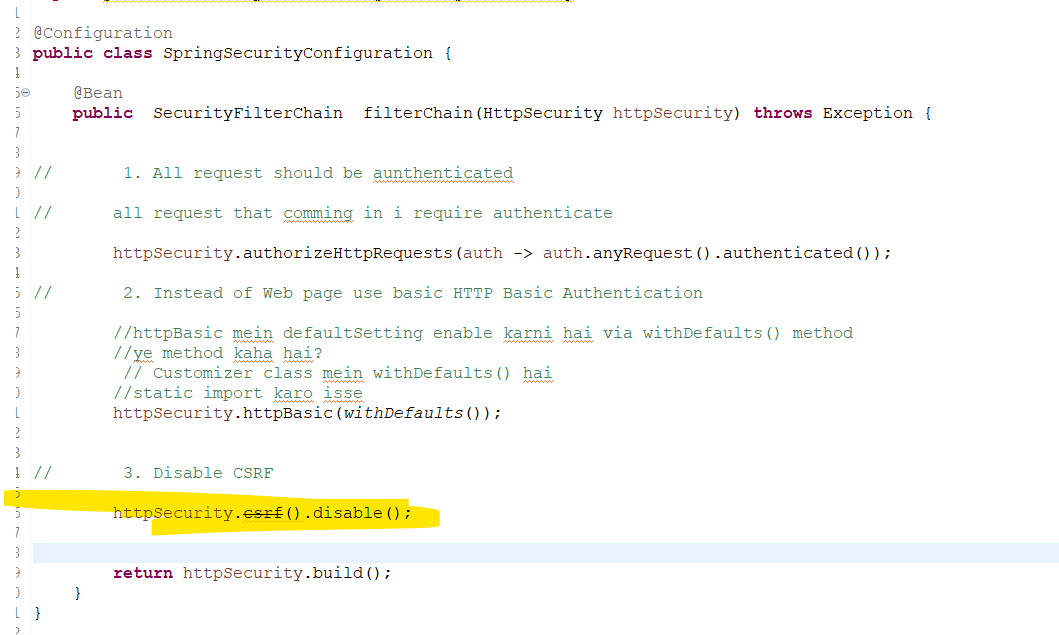 @Configuration
public class SpringSecurityConfiguration {
@Bean
public  SecurityFilterChain  filterChain(HttpSecurity httpSecurity) throws Exception {
//       1. All request should be aunthenticated
//      all request that comming in i require authenticate
httpSecurity.authorizeHttpRequests(auth -> auth.anyRequest().authenticated());
//       2. Instead of Web page use basic HTTP Basic Authentication
//httpBasic mein defaultSetting enable karni hai via withDefaults() method
//ye method kaha hai?
// Customizer class mein withDefaults() hai
//static import karo isse
httpSecurity.httpBasic(withDefaults());
//       3. Disable CSRF
httpSecurity.csrf().disable();
return httpSecurity.build();
}
}